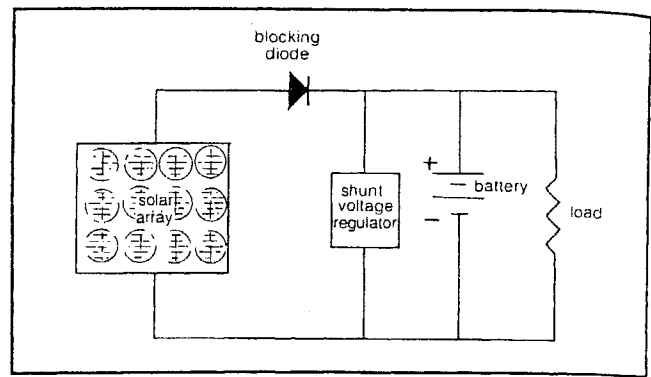 blocking
diode
solar
array
shunt
voltage
regulator
+
battery
−
load